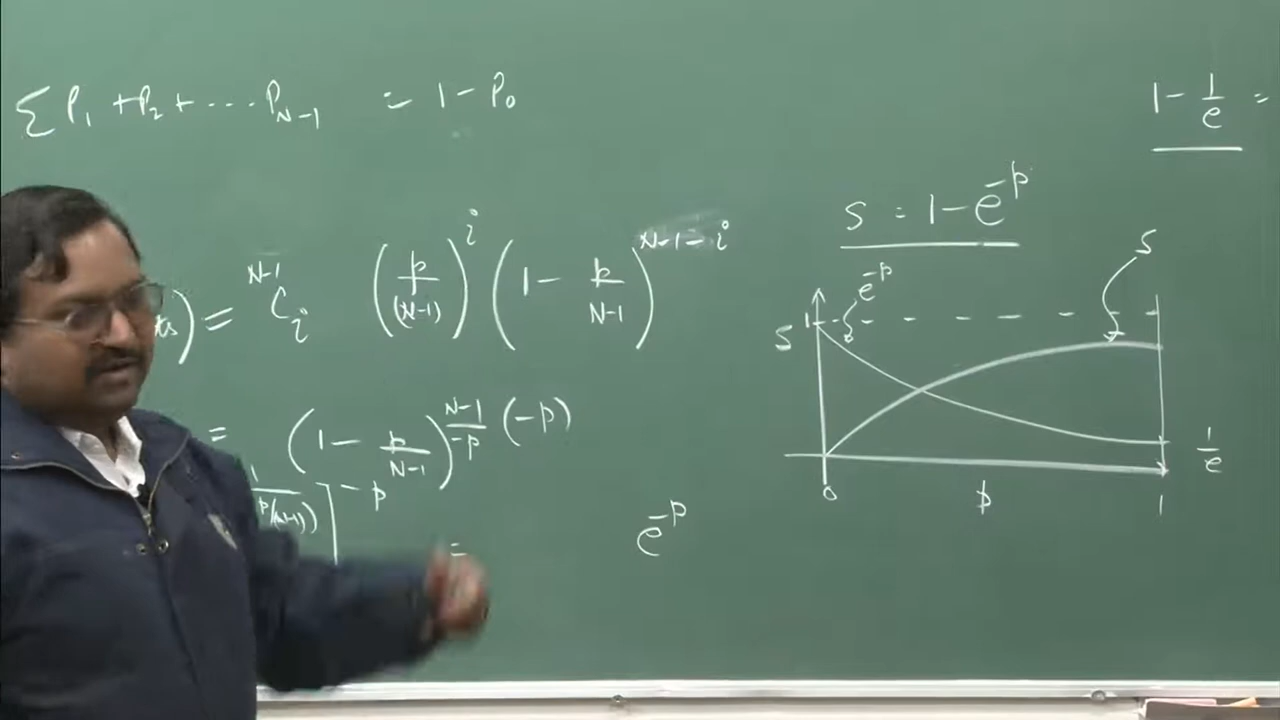 Σ P₁ + P₂ + ···· P_{N-1} = 1 - P₀
1 - 1/e =
S = 1 - e^{-p}
ts) = ^{N-1}C_i (p/(N-1))^i (1 - p/(N-1))^{N-1-i}
S
e^{-p}
1
S
= (1 - p/(N-1))^{(N-1)/(-p) (-p)}
1/e
]^{-p}
= e^{-p}
0 p 1